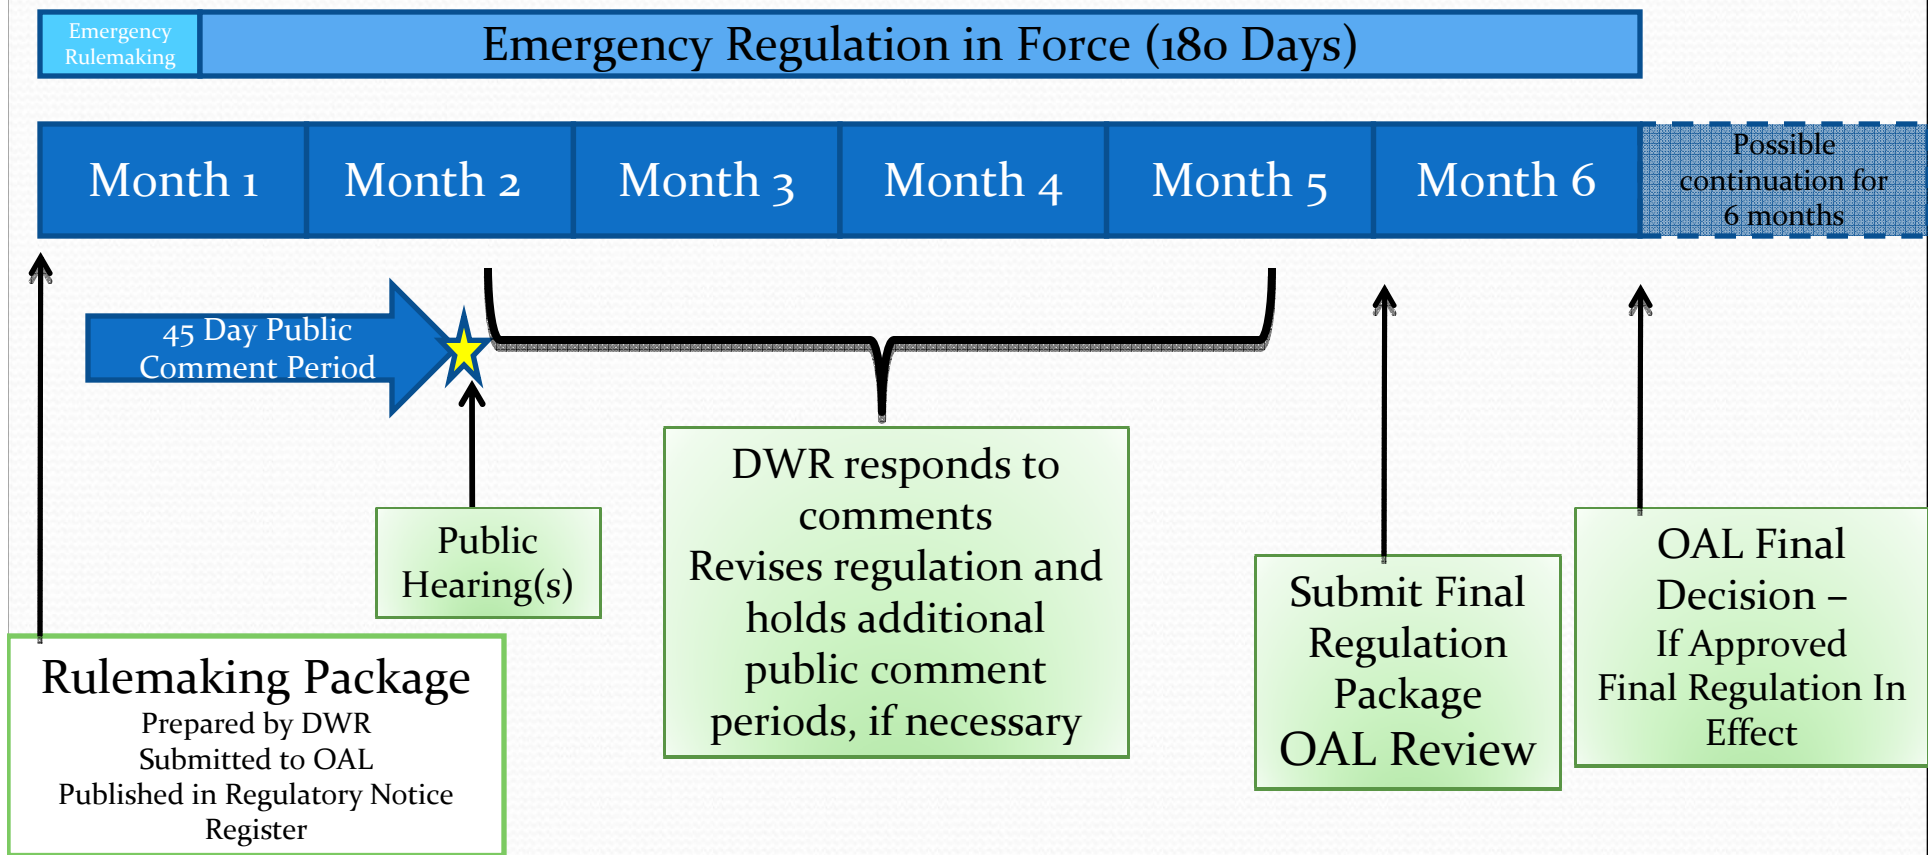 Emergency
Rulemaking
Emergency Regulation in Force (180 Days)
Month 1
Month 2
Month 3
Month 4
Month 5
Month 6
Possible
continuation for
6 months
45 Day Public
Comment Period
Public
Hearing(s)
DWR responds to
comments
Revises regulation and
holds additional
public comment
periods, if necessary
Submit Final
Regulation
Package
OAL Review
OAL Final
Decision –
If Approved
Final Regulation In
Effect
Rulemaking Package
Prepared by DWR
Submitted to OAL
Published in Regulatory Notice
Register